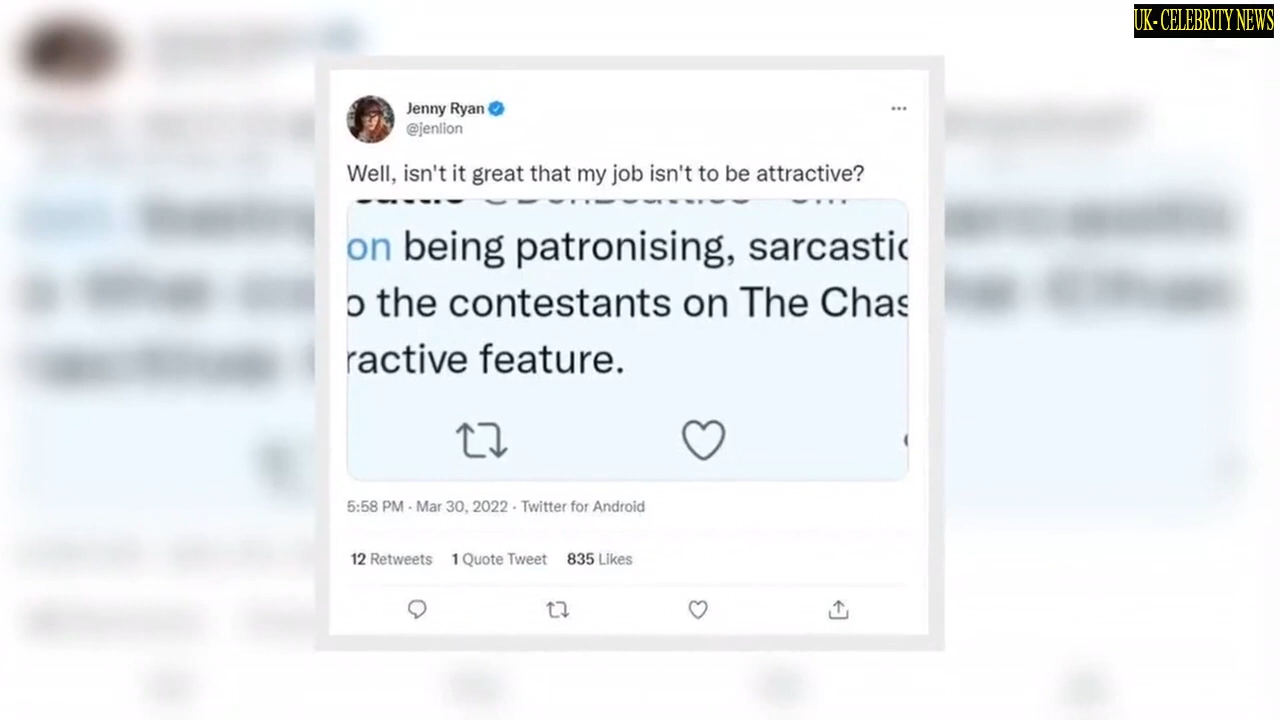 UK- CELEBRITY NEWS
Jenny Ryan
@jenlion
Well, isn't it great that my job isn't to be attractive?
on being patronising, sarcastic
o the contestants on The Chas
ractive feature.
5:58 PM · Mar 30, 2022 · Twitter for Android
12 Retweets 1 Quote Tweet 835 Likes